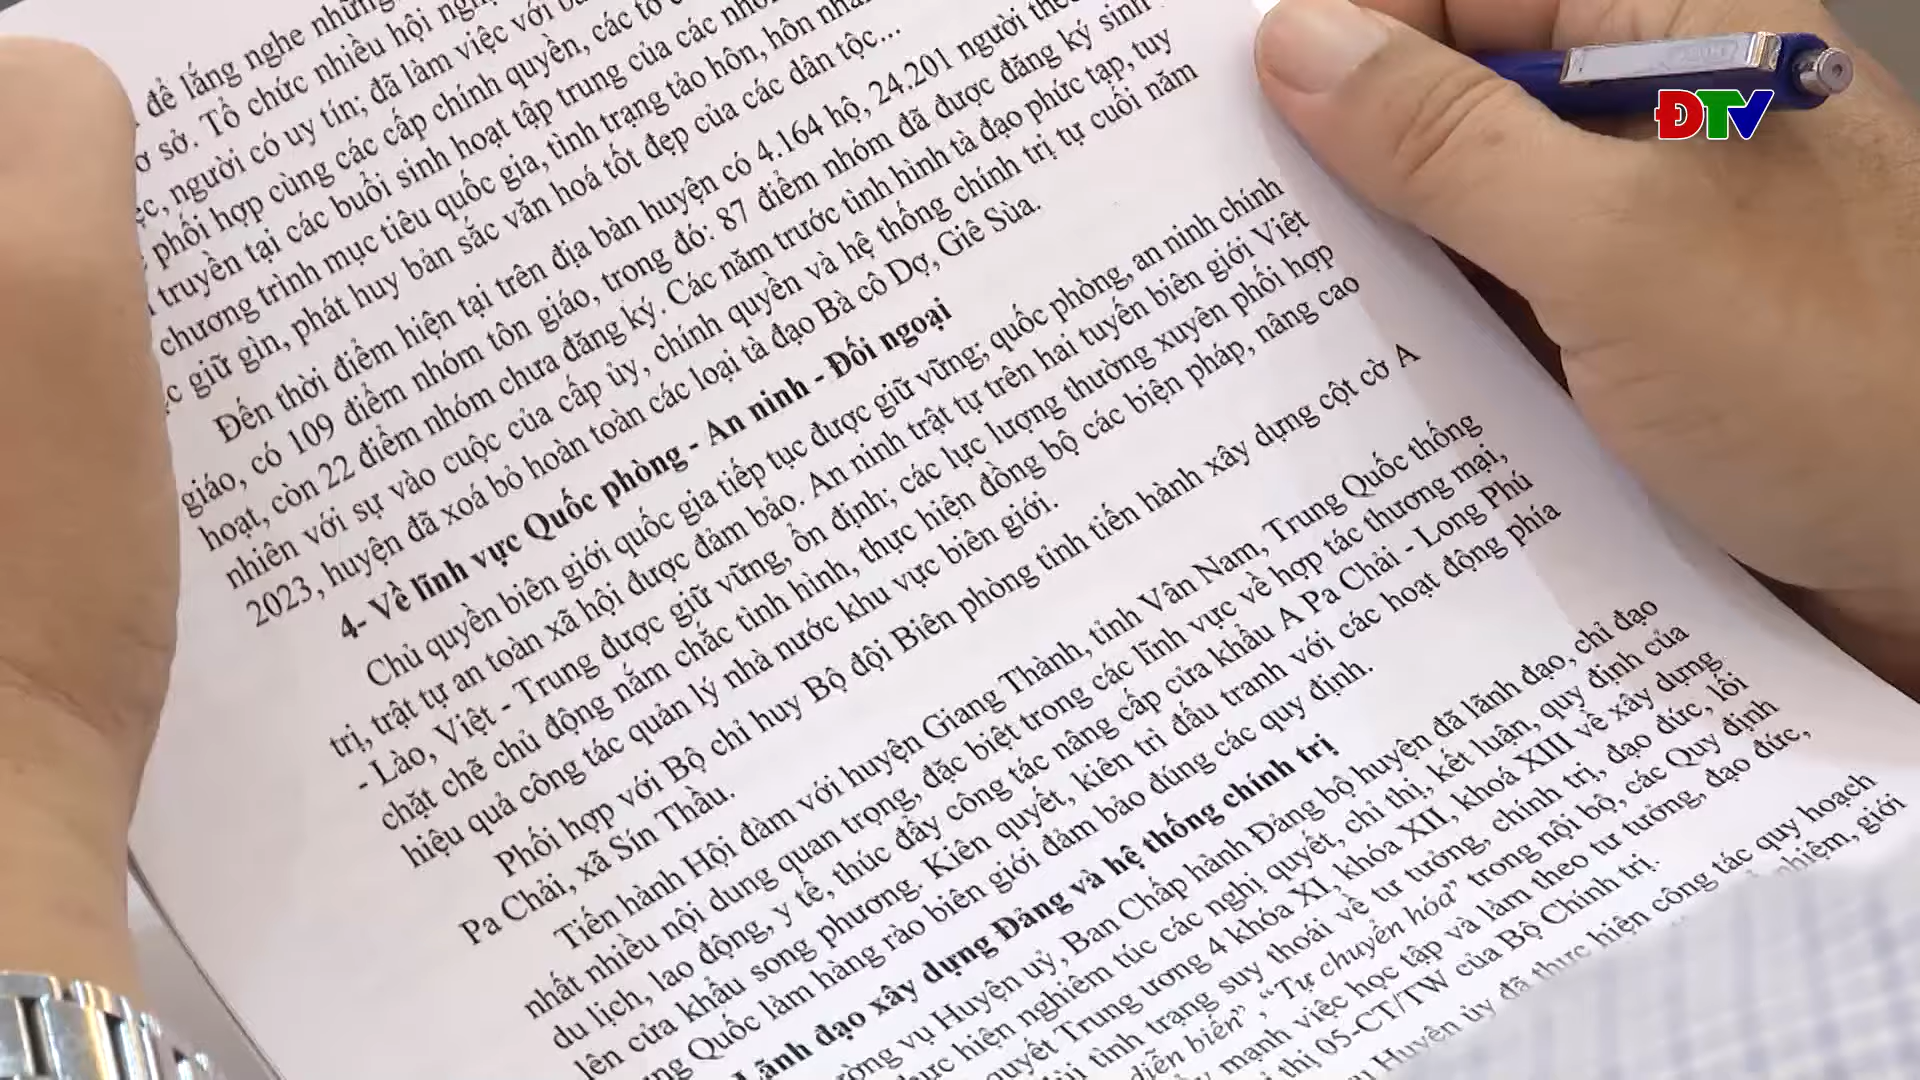 để lắng nghe những
sở. Tổ chức nhiều hội ngh
người có uy tín; đã làm việc với
phối hợp cùng các cấp chính quyền, các tổ
truyền tại các buổi sinh hoạt tập trung của các
chương trình mục tiêu quốc gia, tình trạng tảo hôn, hôn
giữ gìn, phát huy bản sắc văn hoá tốt đẹp của các dân tộc...
Đến thời điểm hiện tại trên địa bàn huyện có 4.164 hộ, 24.201 người
giáo, có 109 điểm nhóm tôn giáo, trong đó: 87 điểm nhóm đã được đăng ký sinh
hoạt, còn 22 điểm nhóm chưa đăng ký. Các năm trước tình hình tà đạo phức tạp, tuy
nhiên với sự vào cuộc của cấp ủy, chính quyền và hệ thống chính trị tự cuối năm
2023, huyện đã xoá bỏ hoàn toàn các loại tà đạo Bà cô Dợ, Giê Sùa.
4- Về lĩnh vực Quốc phòng - An ninh - Đối ngoại
Chủ quyền biên giới quốc gia tiếp tục được giữ vững; quốc phòng, an ninh chính
trị, trật tự an toàn xã hội được đảm bảo. An ninh trật tự trên hai tuyến biên giới Việt
- Lào, Việt - Trung được giữ vững, ổn định; các lực lượng thường xuyên phối hợp
chặt chẽ chủ động nắm chắc tình hình, thực hiện đồng bộ các biện pháp, nâng cao
hiệu quả công tác quản lý nhà nước khu vực biên giới.
Phối hợp với Bộ chỉ huy Bộ đội Biên phòng tỉnh tiến hành xây dựng cột cờ A
Pa Chải, xã Sín Thầu.
Tiến hành Hội đàm với huyện Giang Thành, tỉnh Vân Nam, Trung Quốc thống
nhất nhiều nội dung quan trọng, đặc biệt trong các lĩnh vực về hợp tác thương mại,
du lịch, lao động, y tế, thúc đẩy công tác nâng cấp cửa khẩu A Pa Chải - Long Phú
lên cửa khẩu song phương. Kiên quyết, kiên trì đấu tranh với các hoạt động phía
Quốc làm hàng rào biên giới đảm bảo đúng các quy định.
Lãnh đạo xây dựng Đảng và hệ thống chính trị
vụ Huyện uỷ, Ban Chấp hành Đảng bộ huyện đã lãnh đạo, chỉ đạo
hiện nghiêm túc các nghị quyết, chỉ thị, kết luận, quy định của
quyết Trung ương 4 khóa XI, khóa XII, khoá XIII về xây dựng
tình trạng suy thoái về tư tưởng, chính trị, đạo đức, lối
diễn biến”, “Tự chuyển hóa” trong nội bộ, các Quy định
mạnh việc học tập và làm theo tư tưởng, đạo đức,
thị 05-CT/TW của Bộ Chính trị.
Huyện ủy đã thực hiện công tác quy hoạch
nhiệm, giới
ĐTV